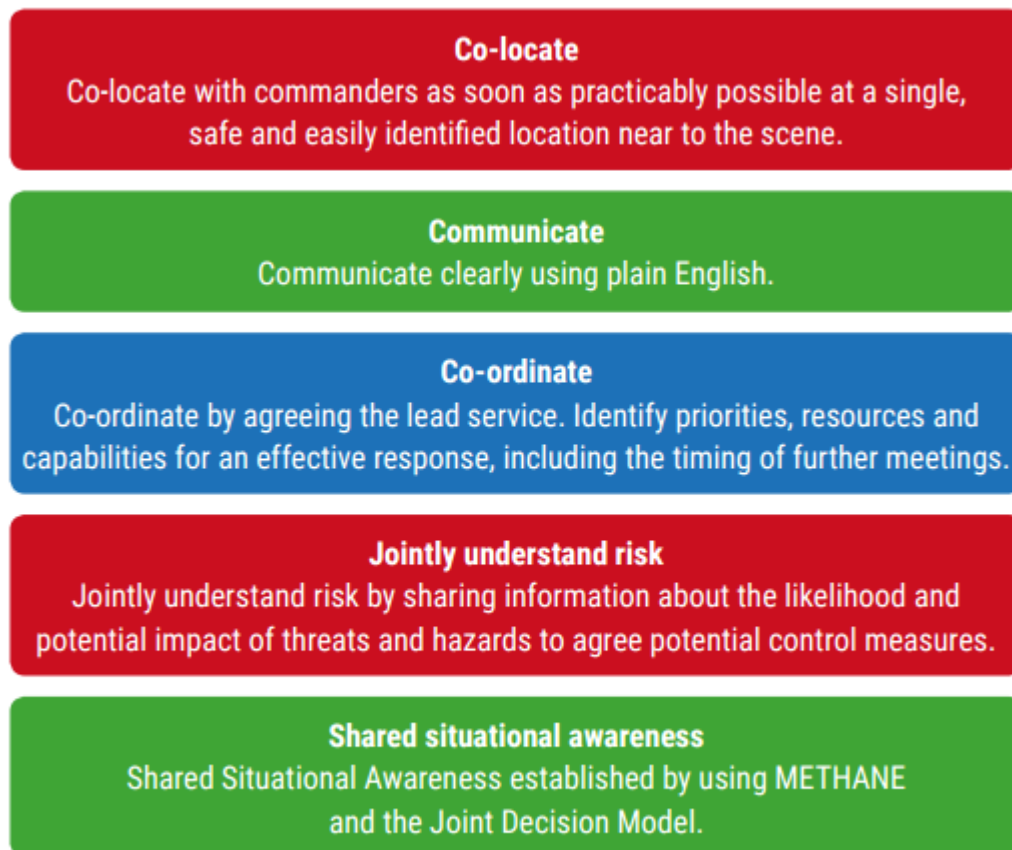 Co-locate
Co-locate with commanders as soon as practicably possible at a single,
safe and easily identified location near to the scene.
Communicate
Communicate clearly using plain English.
Co-ordinate
Co-ordinate by agreeing the lead service. Identify priorities, resources and
capabilities for an effective response, including the timing of further meetings.
Jointly understand risk
Jointly understand risk by sharing information about the likelihood and
potential impact of threats and hazards to agree potential control measures.
Shared situational awareness
Shared Situational Awareness established by using METHANE
and the Joint Decision Model.